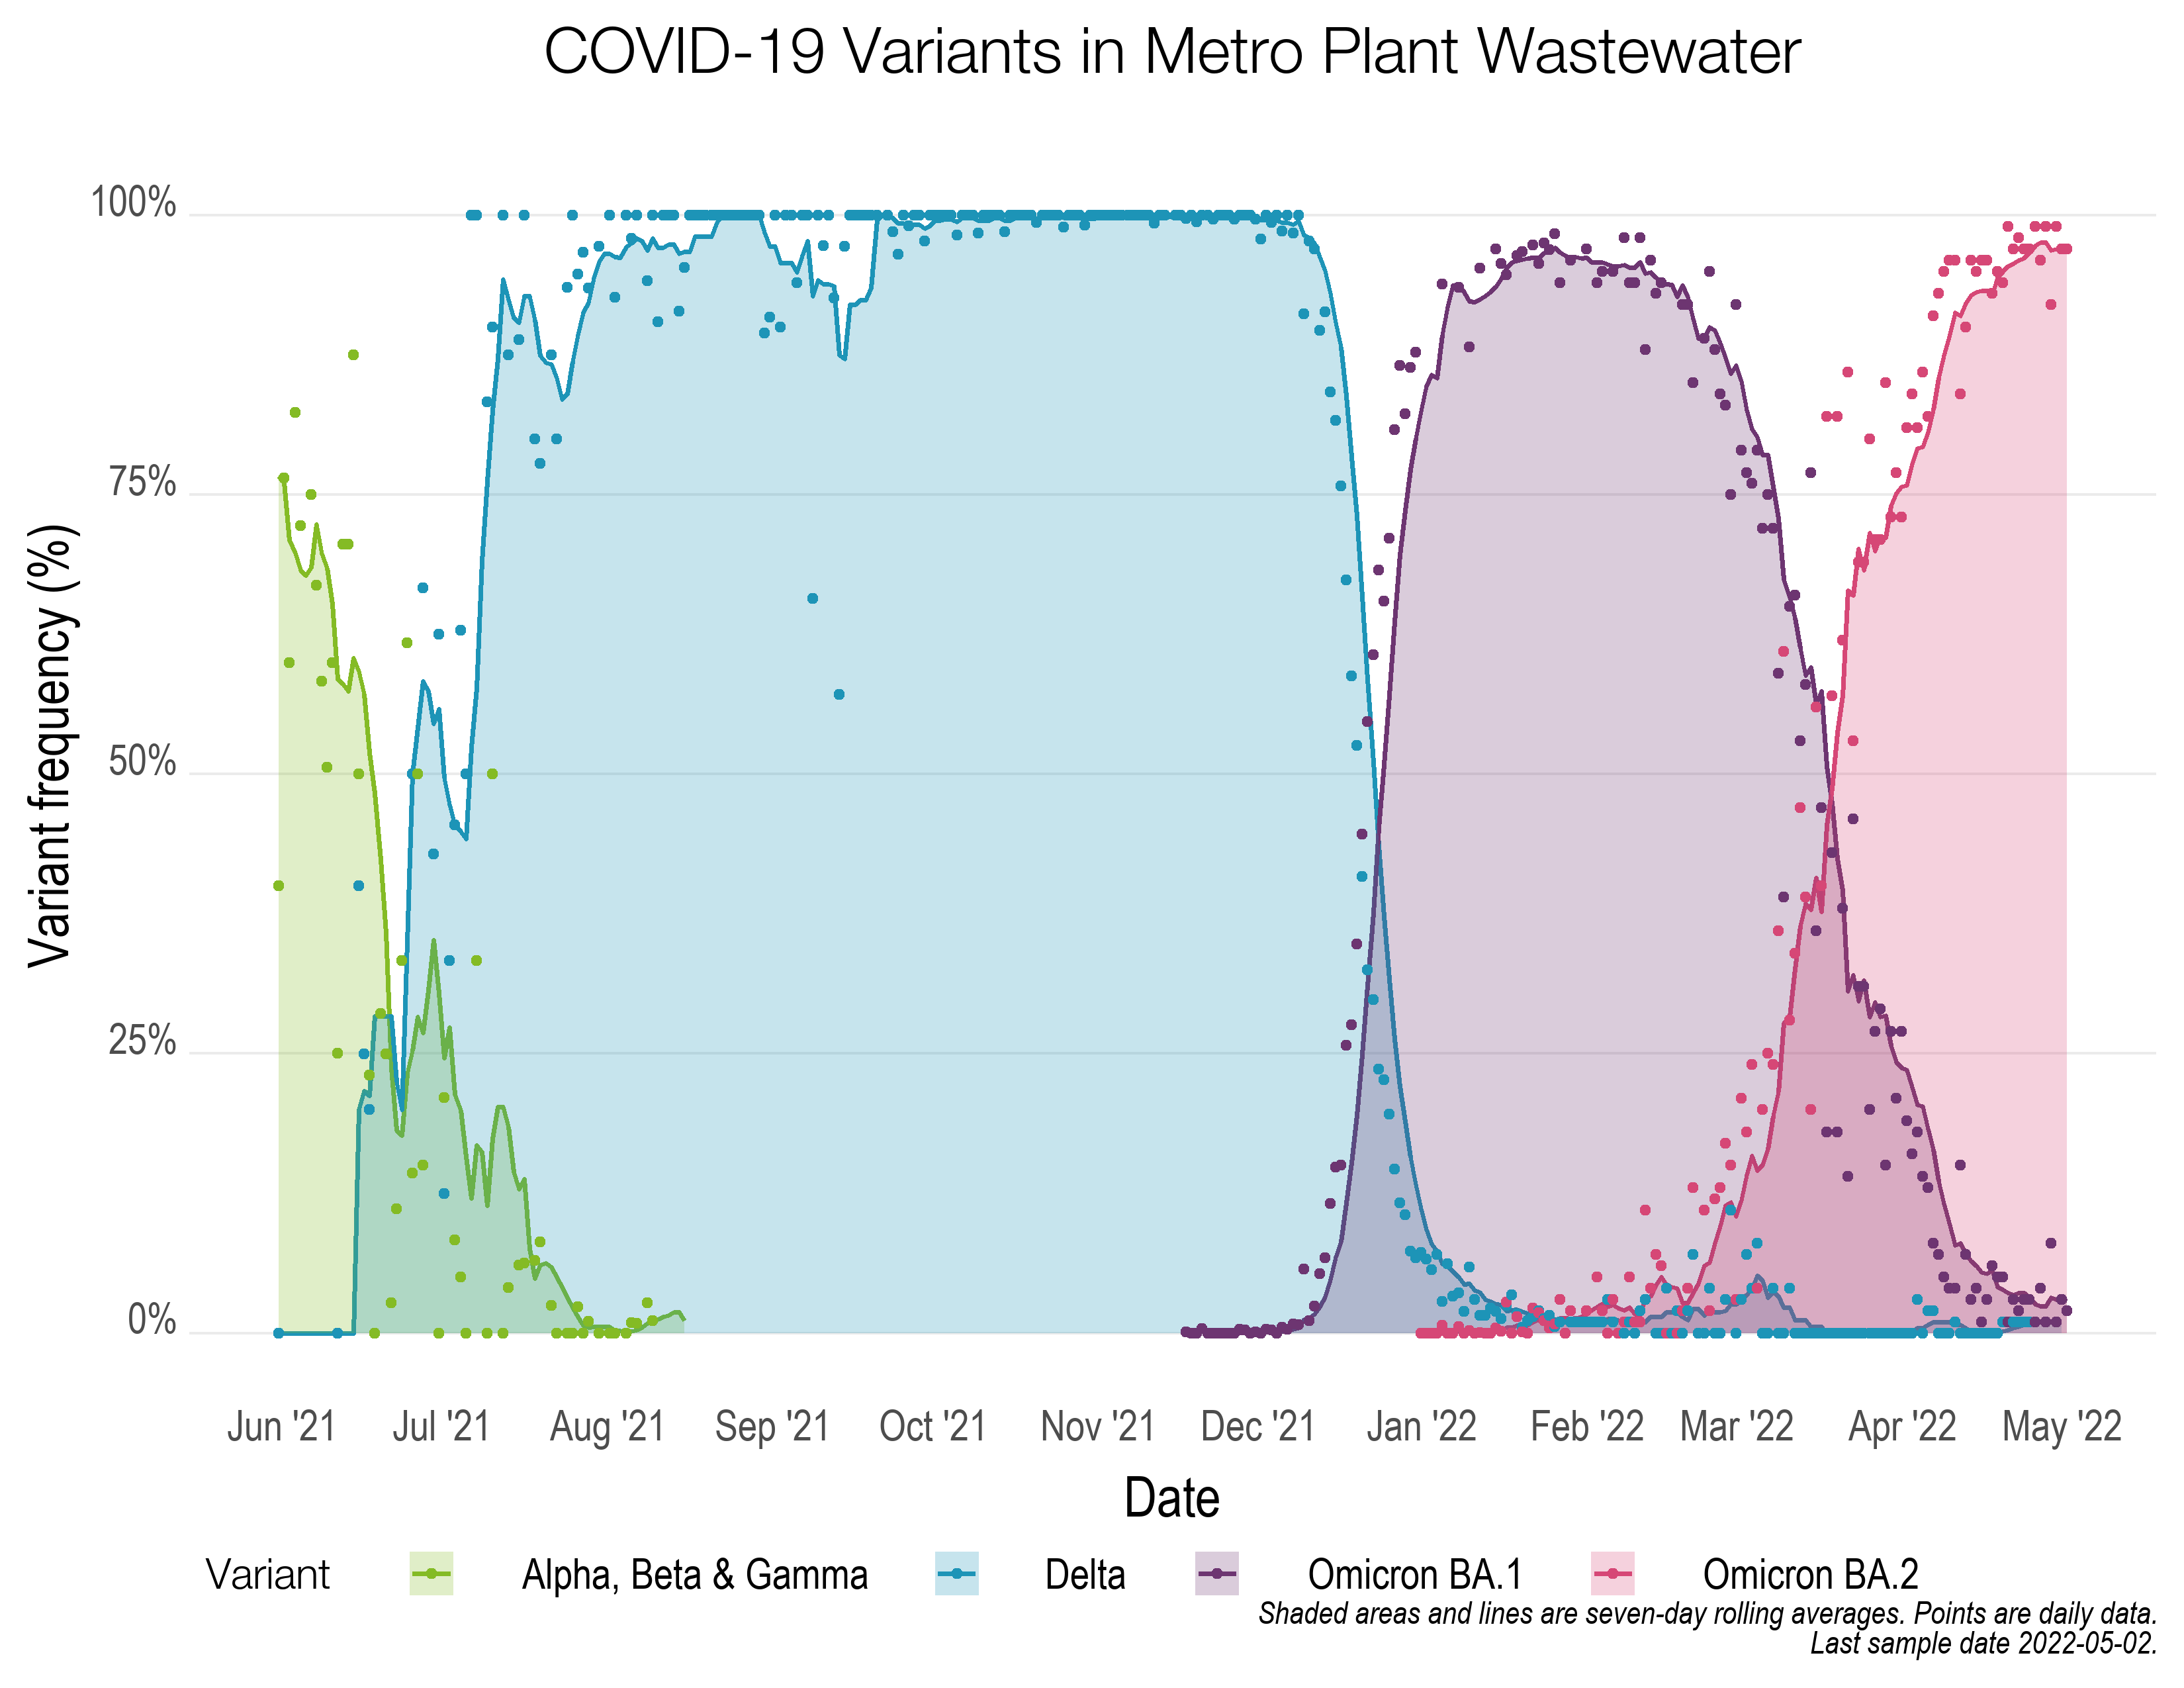 COVID-19 Variants in Metro Plant Wastewater
Variant frequency (%)
100%
75%
50%
25%
0%
Jun '21 Jul '21 Aug '21 Sep '21 Oct '21 Nov '21 Dec '21 Jan '22 Feb '22 Mar '22 Apr '22 May '22
Date
Variant Alpha, Beta & Gamma Delta Omicron BA.1 Omicron BA.2
Shaded areas and lines are seven-day rolling averages. Points are daily data.
Last sample date 2022-05-02.